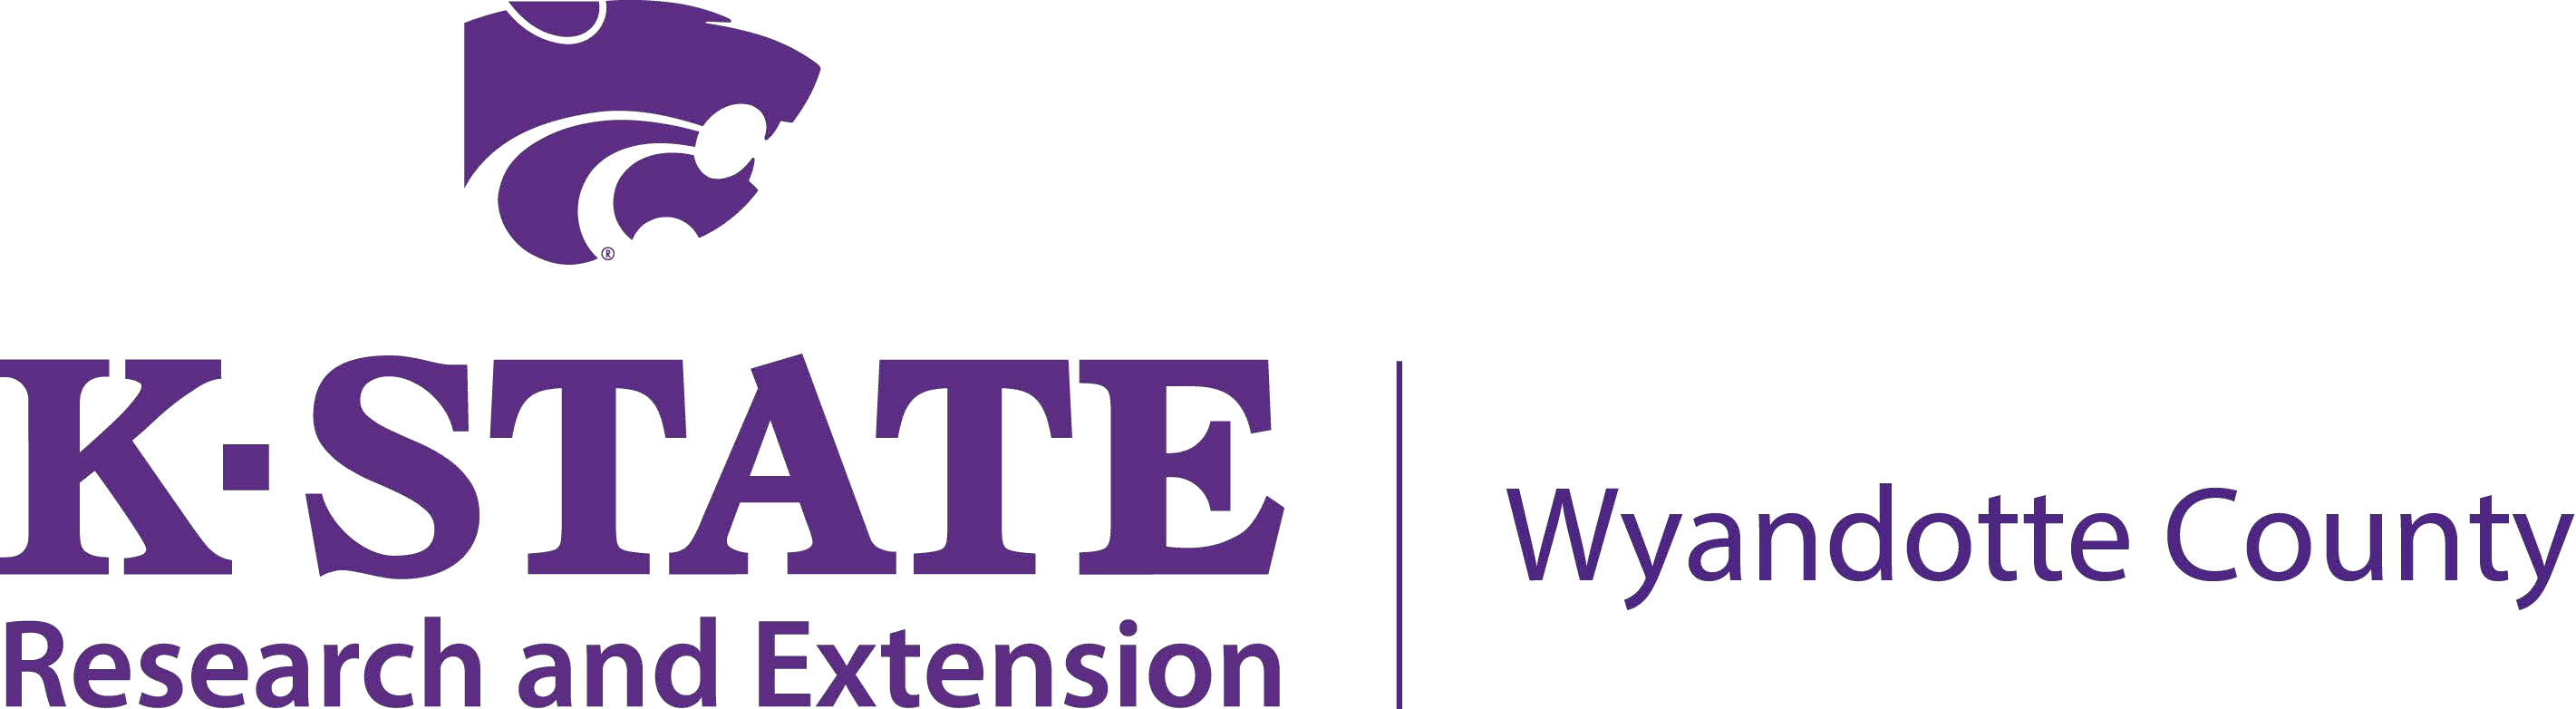 ®
K-STATE
Research and Extension
Wyandotte County